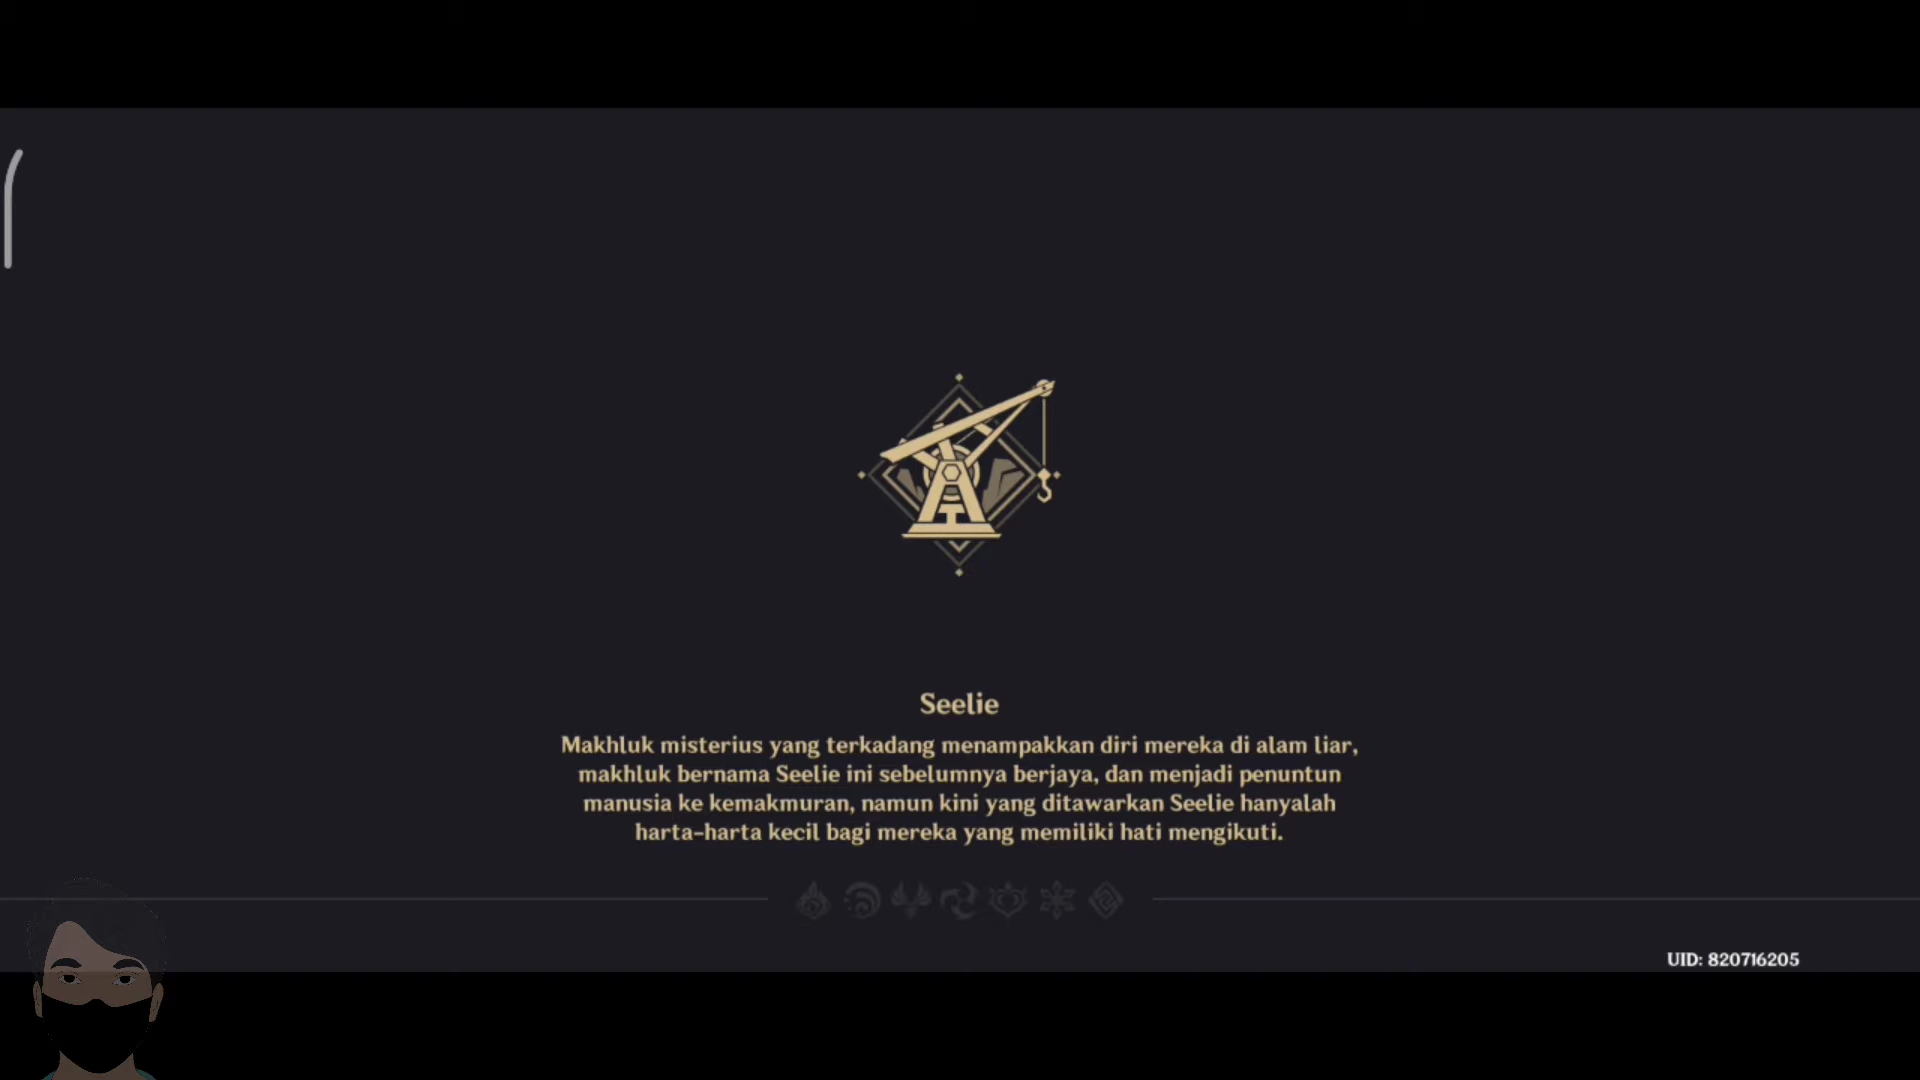 Seelie
Makhluk misterius yang terkadang menampakkan diri mereka di alam liar,
makhluk bernama Seelie ini sebelumnya berjaya, dan menjadi penuntun
manusia ke kemakmuran, namun kini yang ditawarkan Seelie hanyalah
harta-harta kecil bagi mereka yang memiliki hati mengikuti.
UID: 820716205